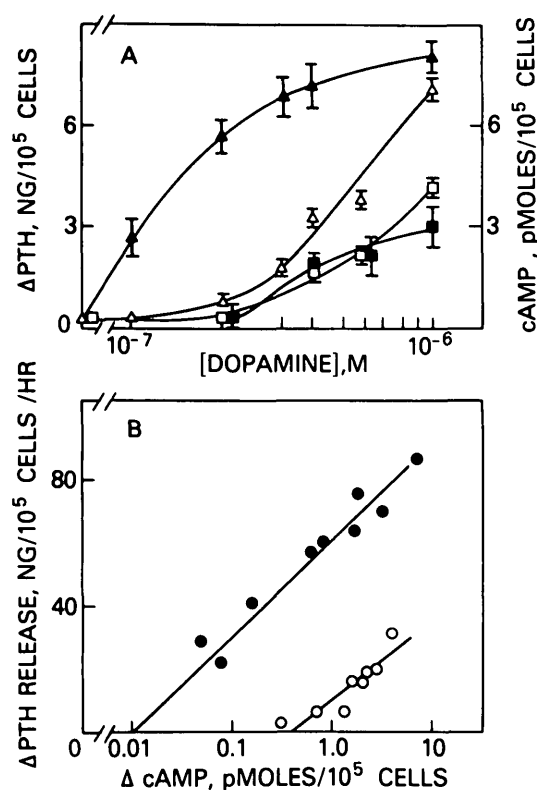 A
ΔPTH, NG/10⁵ CELLS
6
3
0
cAMP, pMOLES/10⁵ CELLS
6
3
10⁻⁷
10⁻⁶
[DOPAMINE],M
B
ΔPTH RELEASE, NG/10⁵ CELLS /HR
80
40
0
0.01
0.1
1.0
10
Δ cAMP, pMOLES/10⁵ CELLS